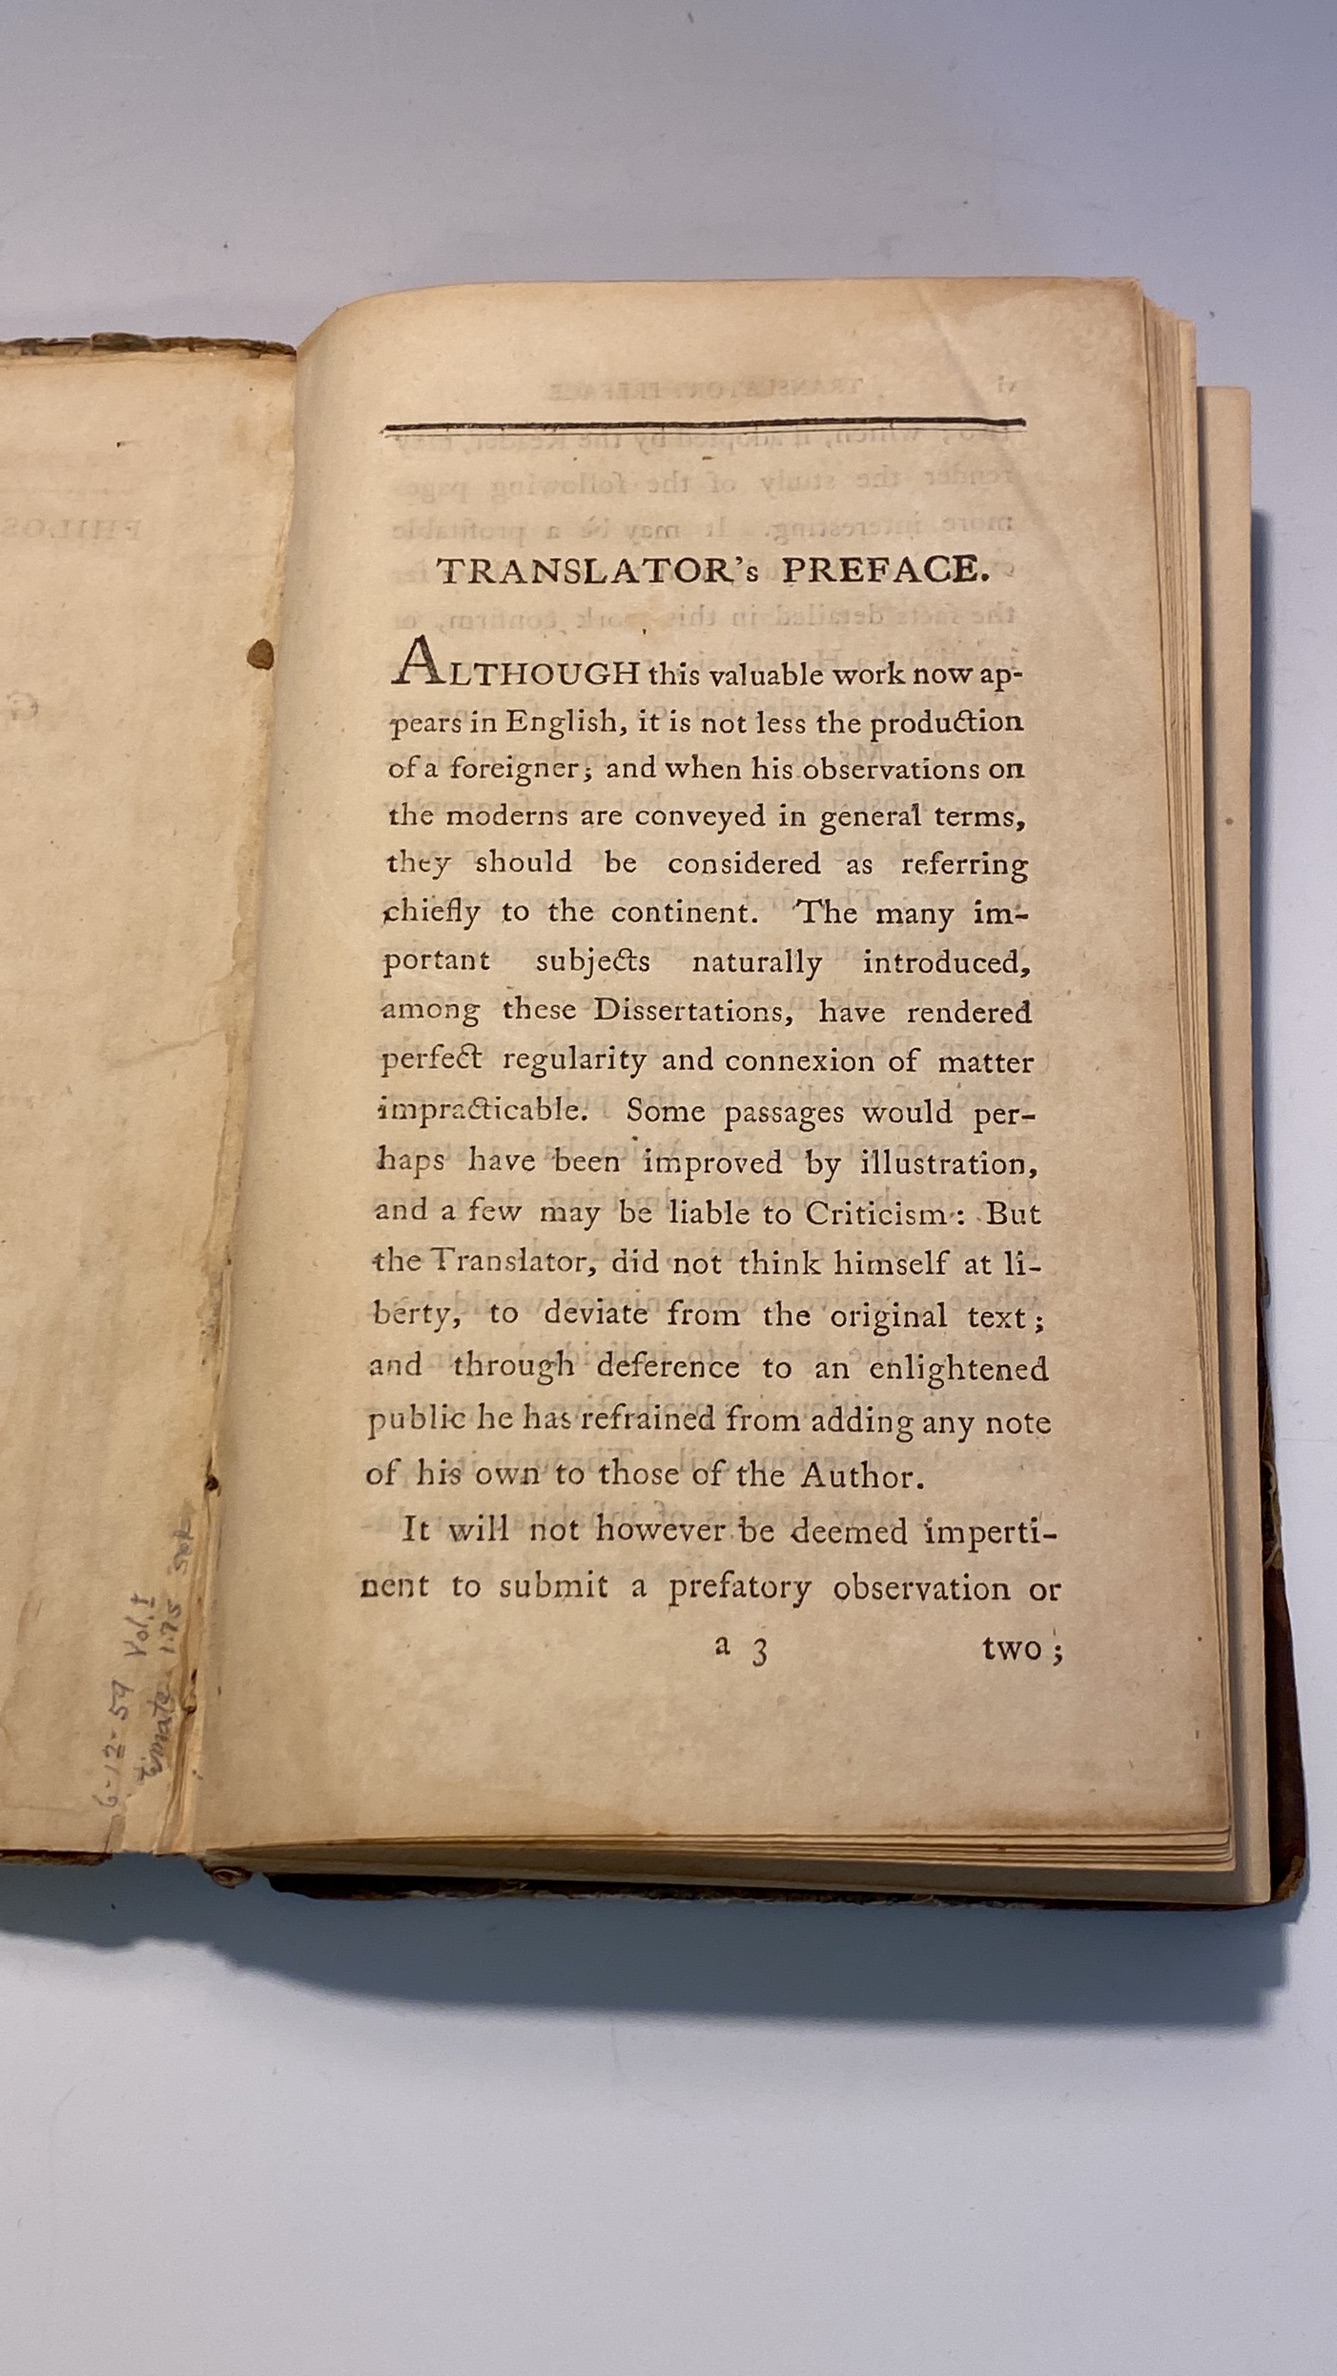 TRANSLATOR's PREFACE.
ALTHOUGH this valuable work now ap-
pears in English, it is not less the production
of a foreigner; and when his observations on
the moderns are conveyed in general terms,
they should be considered as referring
chiefly to the continent. The many im-
portant subjects naturally introduced,
among these Dissertations, have rendered
perfect regularity and connexion of matter
impracticable. Some passages would per-
haps have been improved by illustration,
and a few may be liable to Criticism: But
the Translator, did not think himself at li-
berty, to deviate from the original text;
and through deference to an enlightened
public he has refrained from adding any note
of his own to those of the Author.
It will not however be deemed imperti-
nent to submit a prefatory observation or
a 3 two;
6-12-59 Vol. I
1.75